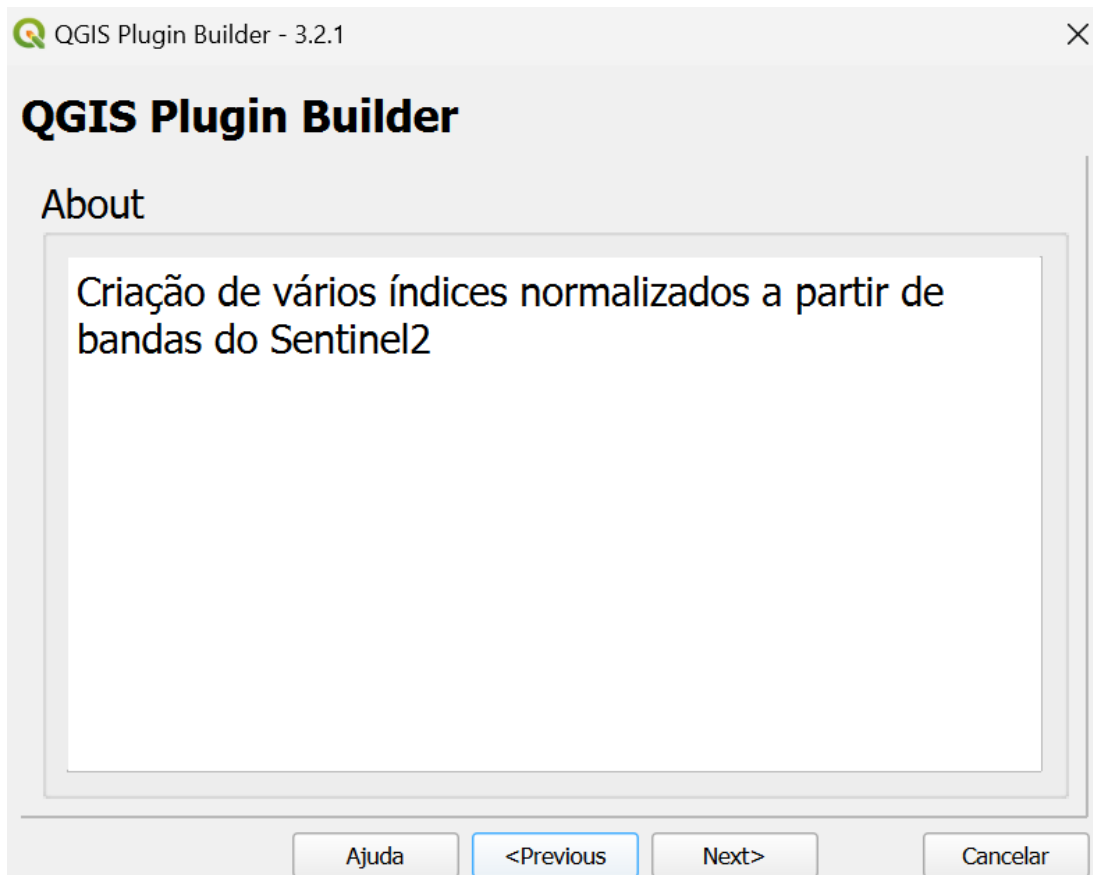 QGIS Plugin Builder - 3.2.1
QGIS Plugin Builder
About
Criação de vários índices normalizados a partir de
bandas do Sentinel2
Ajuda
<Previous
Next>
Cancelar